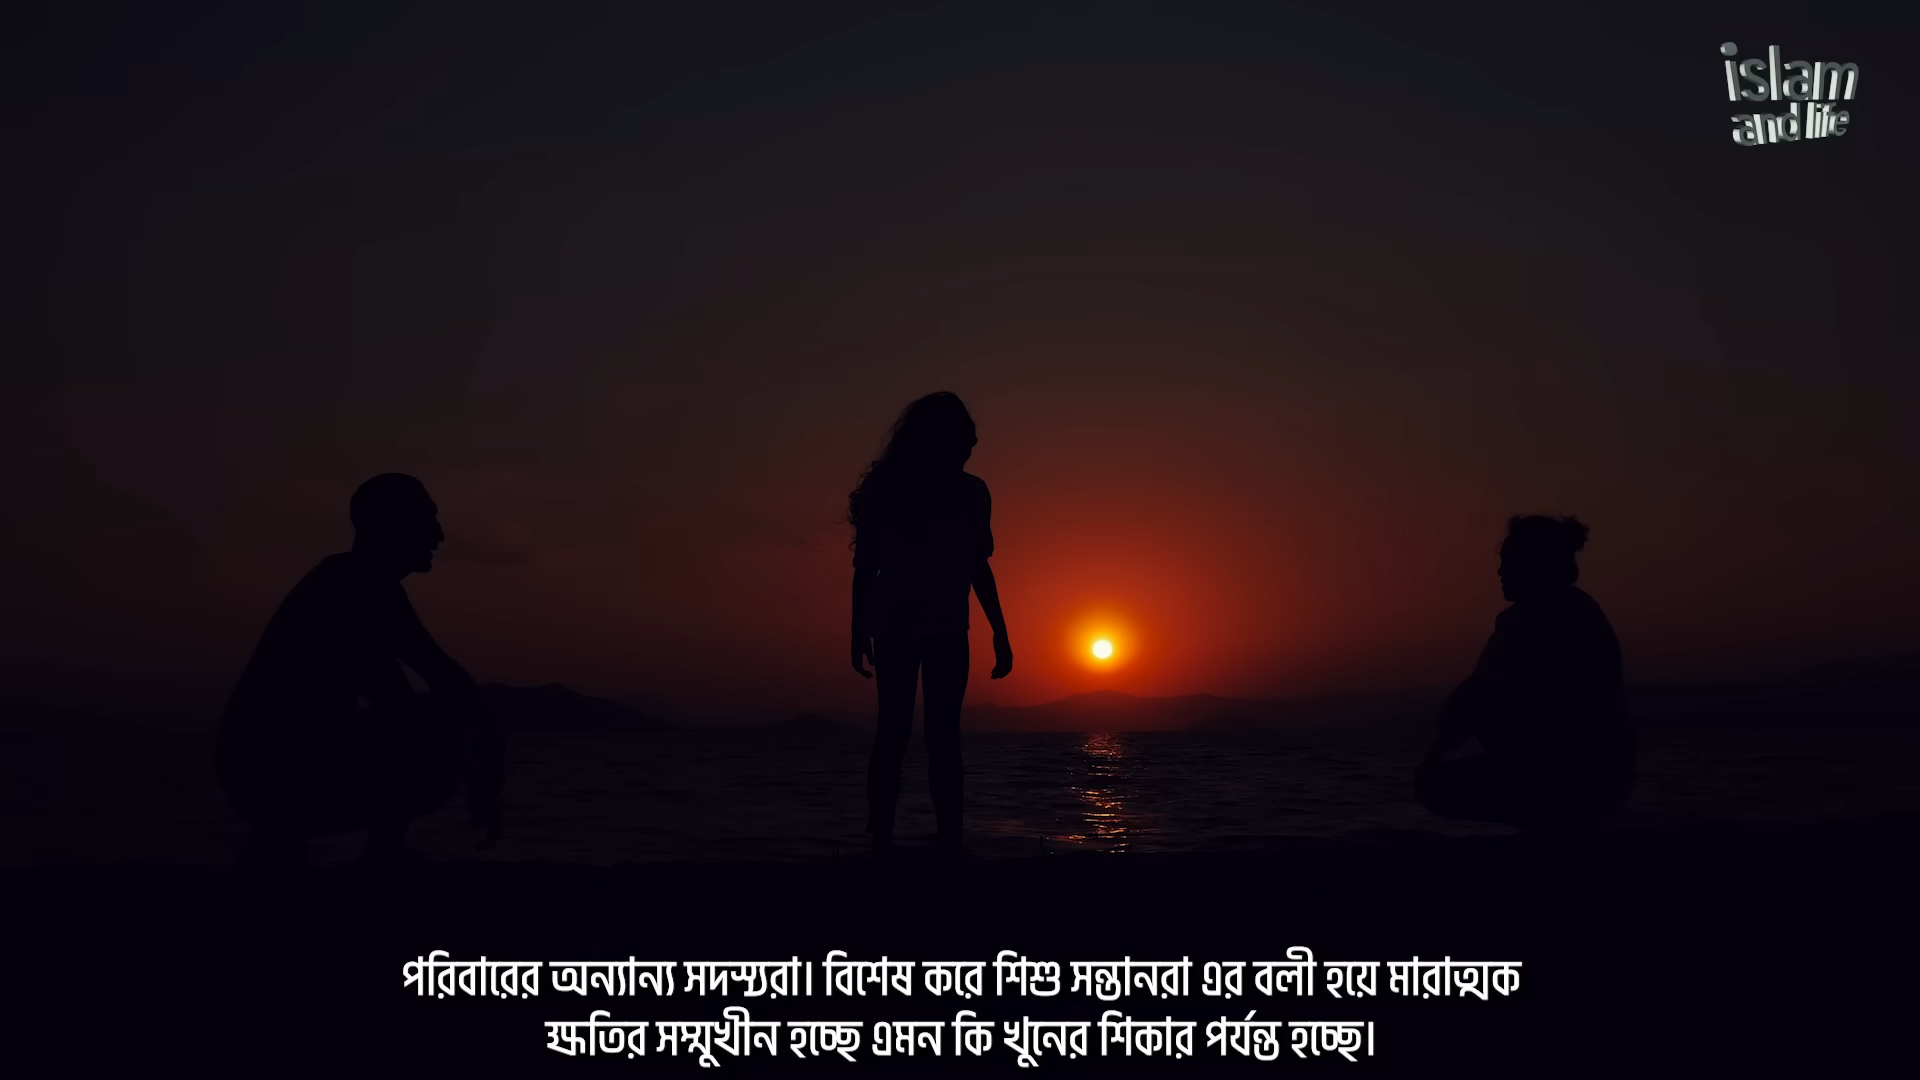 islam
and life
পরিবারের অন্যান্য সদস্যরা। বিশেষ করে শিশু সন্তানরা এর বলী হয়ে মারাত্মক
ক্ষতির সম্মুখীন হচ্ছে এমন কি খুনের শিকার পর্যন্ত হচ্ছে।